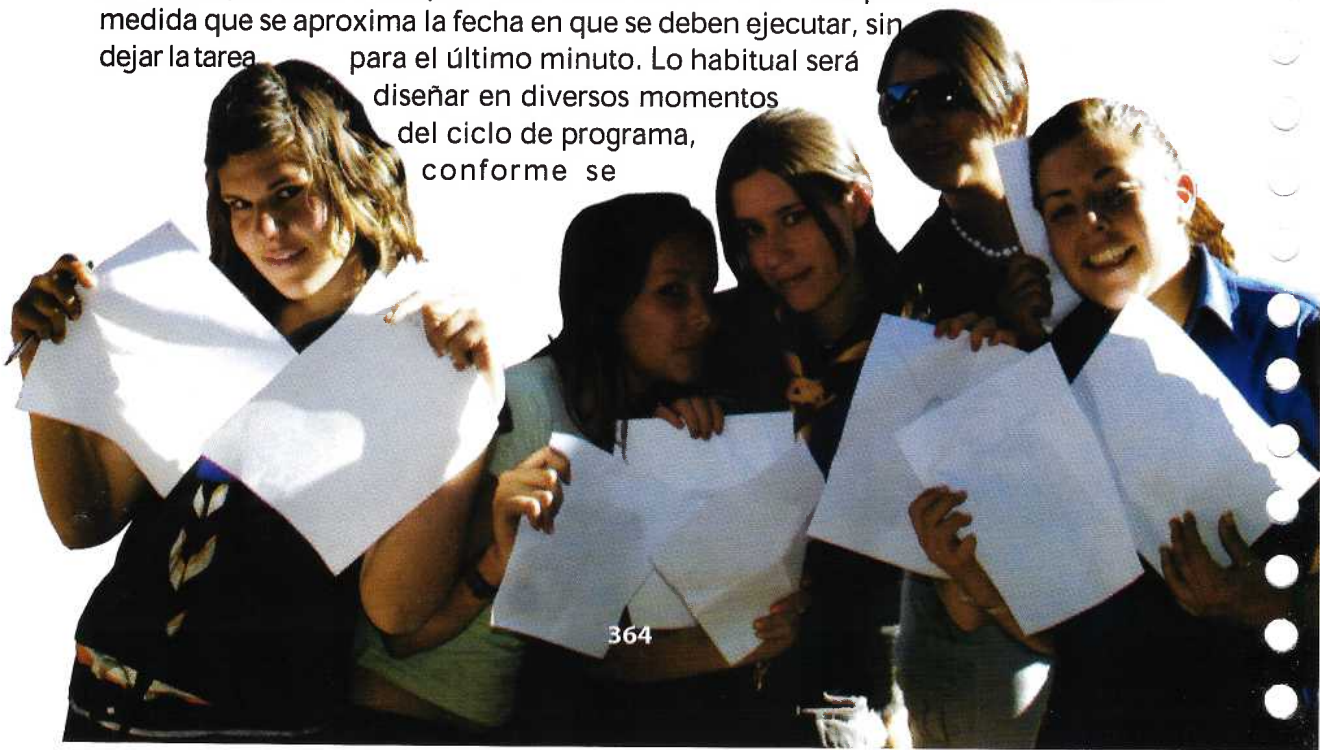 medida que se aproxima la fecha en que se deben ejecutar, sin
dejar la tarea para el último minuto. Lo habitual será
diseñar en diversos momentos
del ciclo de programa,
conforme se
364